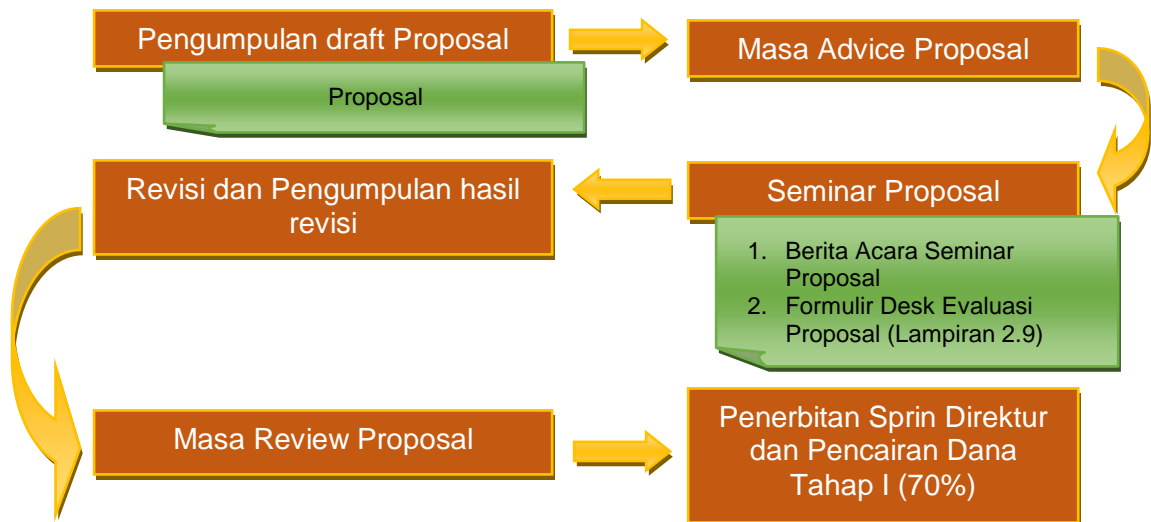 Pengumpulan draft Proposal
Proposal
Masa Advice Proposal
Seminar Proposal
1. Berita Acara Seminar
Proposal
2. Formulir Desk Evaluasi
Proposal (Lampiran 2.9)
Revisi dan Pengumpulan hasil
revisi
Masa Review Proposal
Penerbitan Sprin Direktur
dan Pencairan Dana
Tahap I (70%)